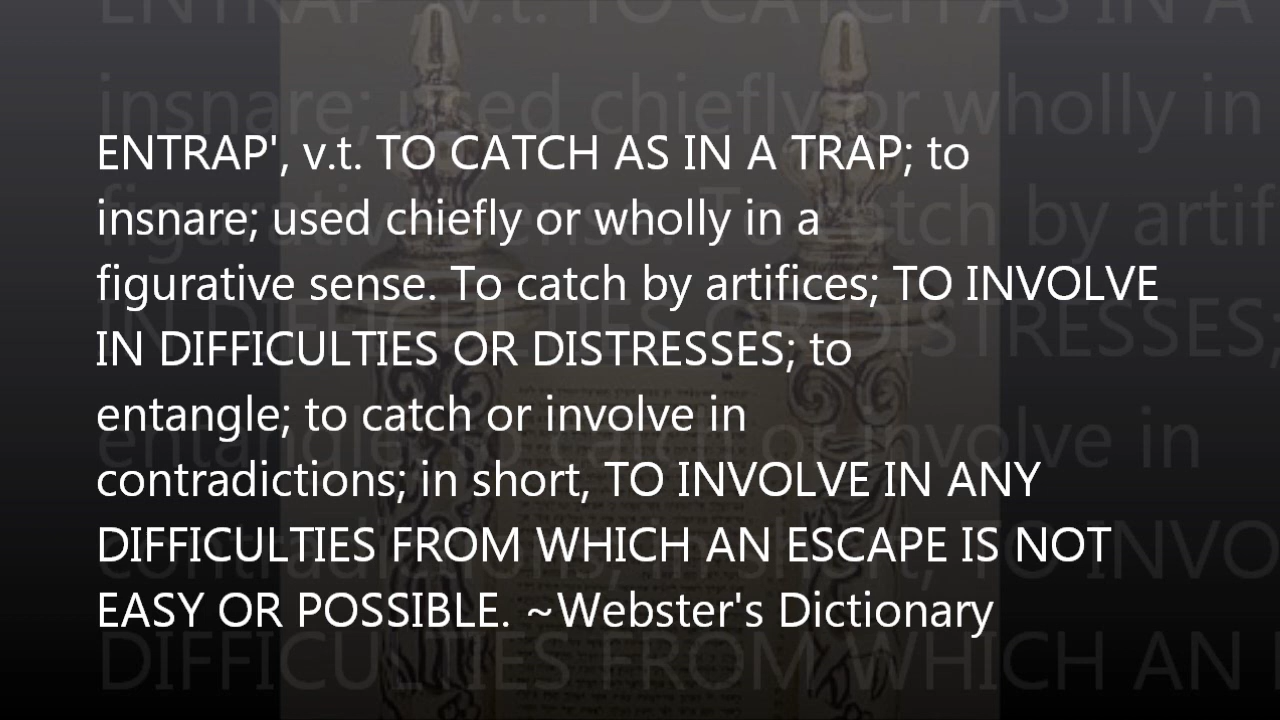 ENTRAP', v.t. TO CATCH AS IN A TRAP; to
insnare; used chiefly or wholly in a
figurative sense. To catch by artifices; TO INVOLVE
IN DIFFICULTIES OR DISTRESSES; to
entangle; to catch or involve in
contradictions; in short, TO INVOLVE IN ANY
DIFFICULTIES FROM WHICH AN ESCAPE IS NOT
EASY OR POSSIBLE. ~Webster's Dictionary